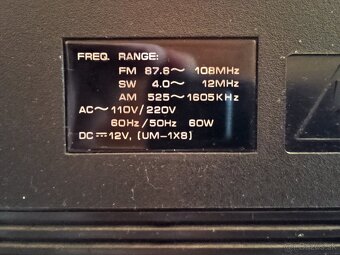 FREQ. RANGE:
FM 87.6~ 108MHz
SW 4.0~ 12MHz
AM 525~1605KHz
AC~110V/220V
60Hz/50Hz 60W
DC⎓12V, (UM-1X8)